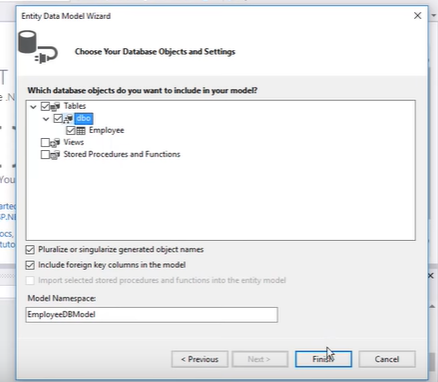 Entity Data Model Wizard
Choose Your Database Objects and Settings
Which database objects do you want to include in your model?
Tables
dbo
Employee
Views
Stored Procedures and Functions
Pluralize or singularize generated object names
Include foreign key columns in the model
Import selected stored procedures and functions into the entity model
Model Namespace:
EmployeeDBModel
< Previous
Next >
Finish
Cancel